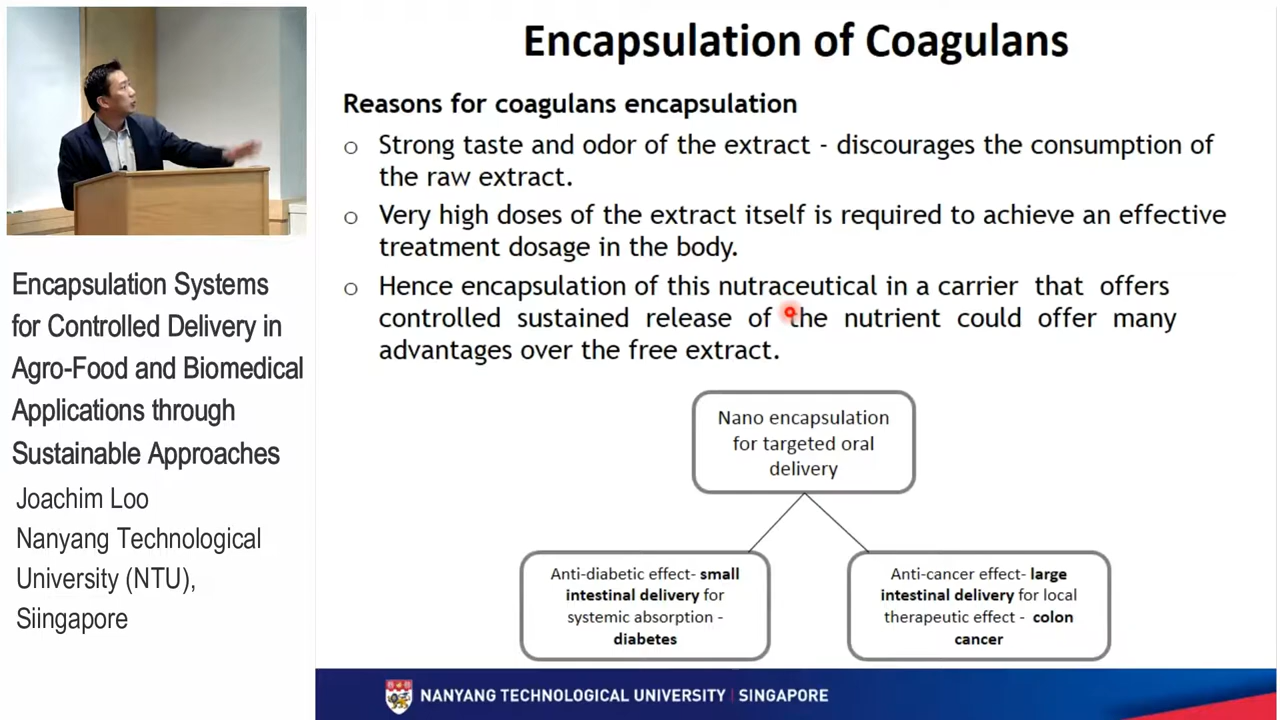 Encapsulation of Coagulans
Reasons for coagulans encapsulation
o Strong taste and odor of the extract - discourages the consumption of
the raw extract.
o Very high doses of the extract itself is required to achieve an effective
treatment dosage in the body.
o Hence encapsulation of this nutraceutical in a carrier that offers
controlled sustained release of the nutrient could offer many
advantages over the free extract.
Nano encapsulation
for targeted oral
delivery
Anti-diabetic effect- small
intestinal delivery for
systemic absorption -
diabetes
Anti-cancer effect- large
intestinal delivery for local
therapeutic effect - colon
cancer
NANYANG TECHNOLOGICAL UNIVERSITY | SINGAPORE
Encapsulation Systems
for Controlled Delivery in
Agro-Food and Biomedical
Applications through
Sustainable Approaches
Joachim Loo
Nanyang Technological
University (NTU),
Siingapore